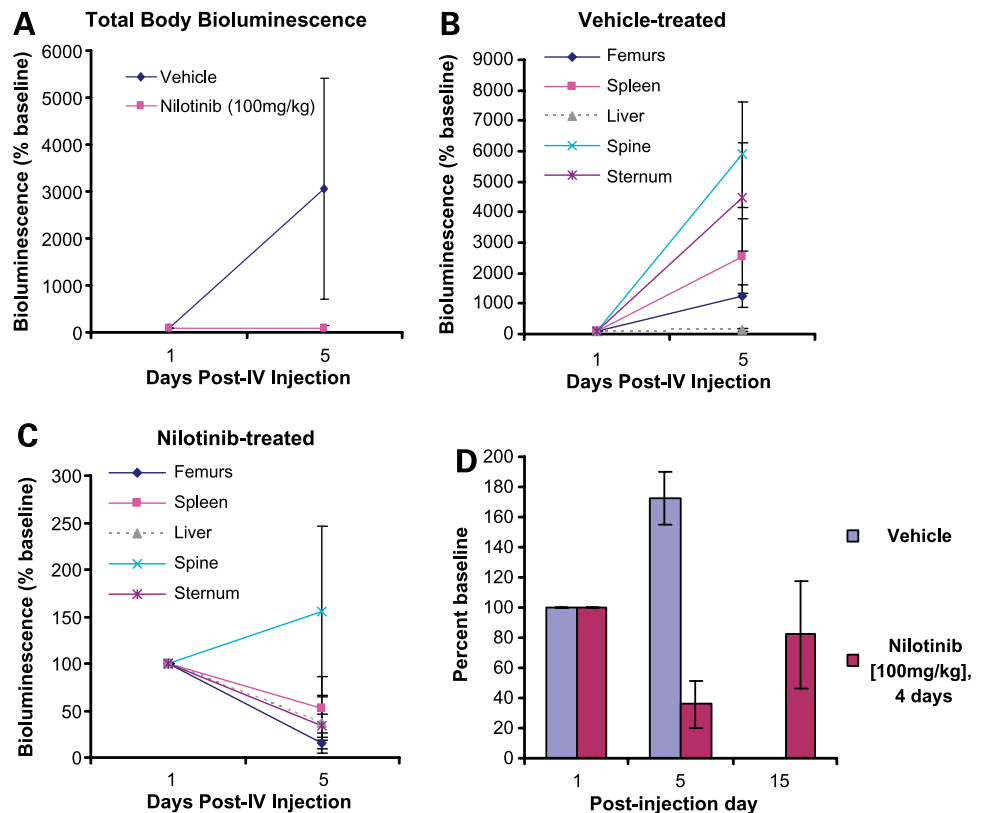 A
Total Body Bioluminescence
Bioluminescence (% baseline)
6000
5000
4000
3000
2000
1000
0
Vehicle
Nilotinib (100mg/kg)
1
5
Days Post-IV Injection
B
Vehicle-treated
Bioluminescence (% baseline)
9000
8000
7000
6000
5000
4000
3000
2000
1000
0
Femurs
Spleen
Liver
Spine
Sternum
1
5
Days Post-IV Injection
C
Nilotinib-treated
Bioluminescence (% baseline)
300
250
200
150
100
50
0
Femurs
Spleen
Liver
Spine
Sternum
1
5
Days Post-IV Injection
D
Percent baseline
200
180
160
140
120
100
80
60
40
20
0
1
5
15
Post-injection day
Vehicle
Nilotinib
[100mg/kg],
4 days